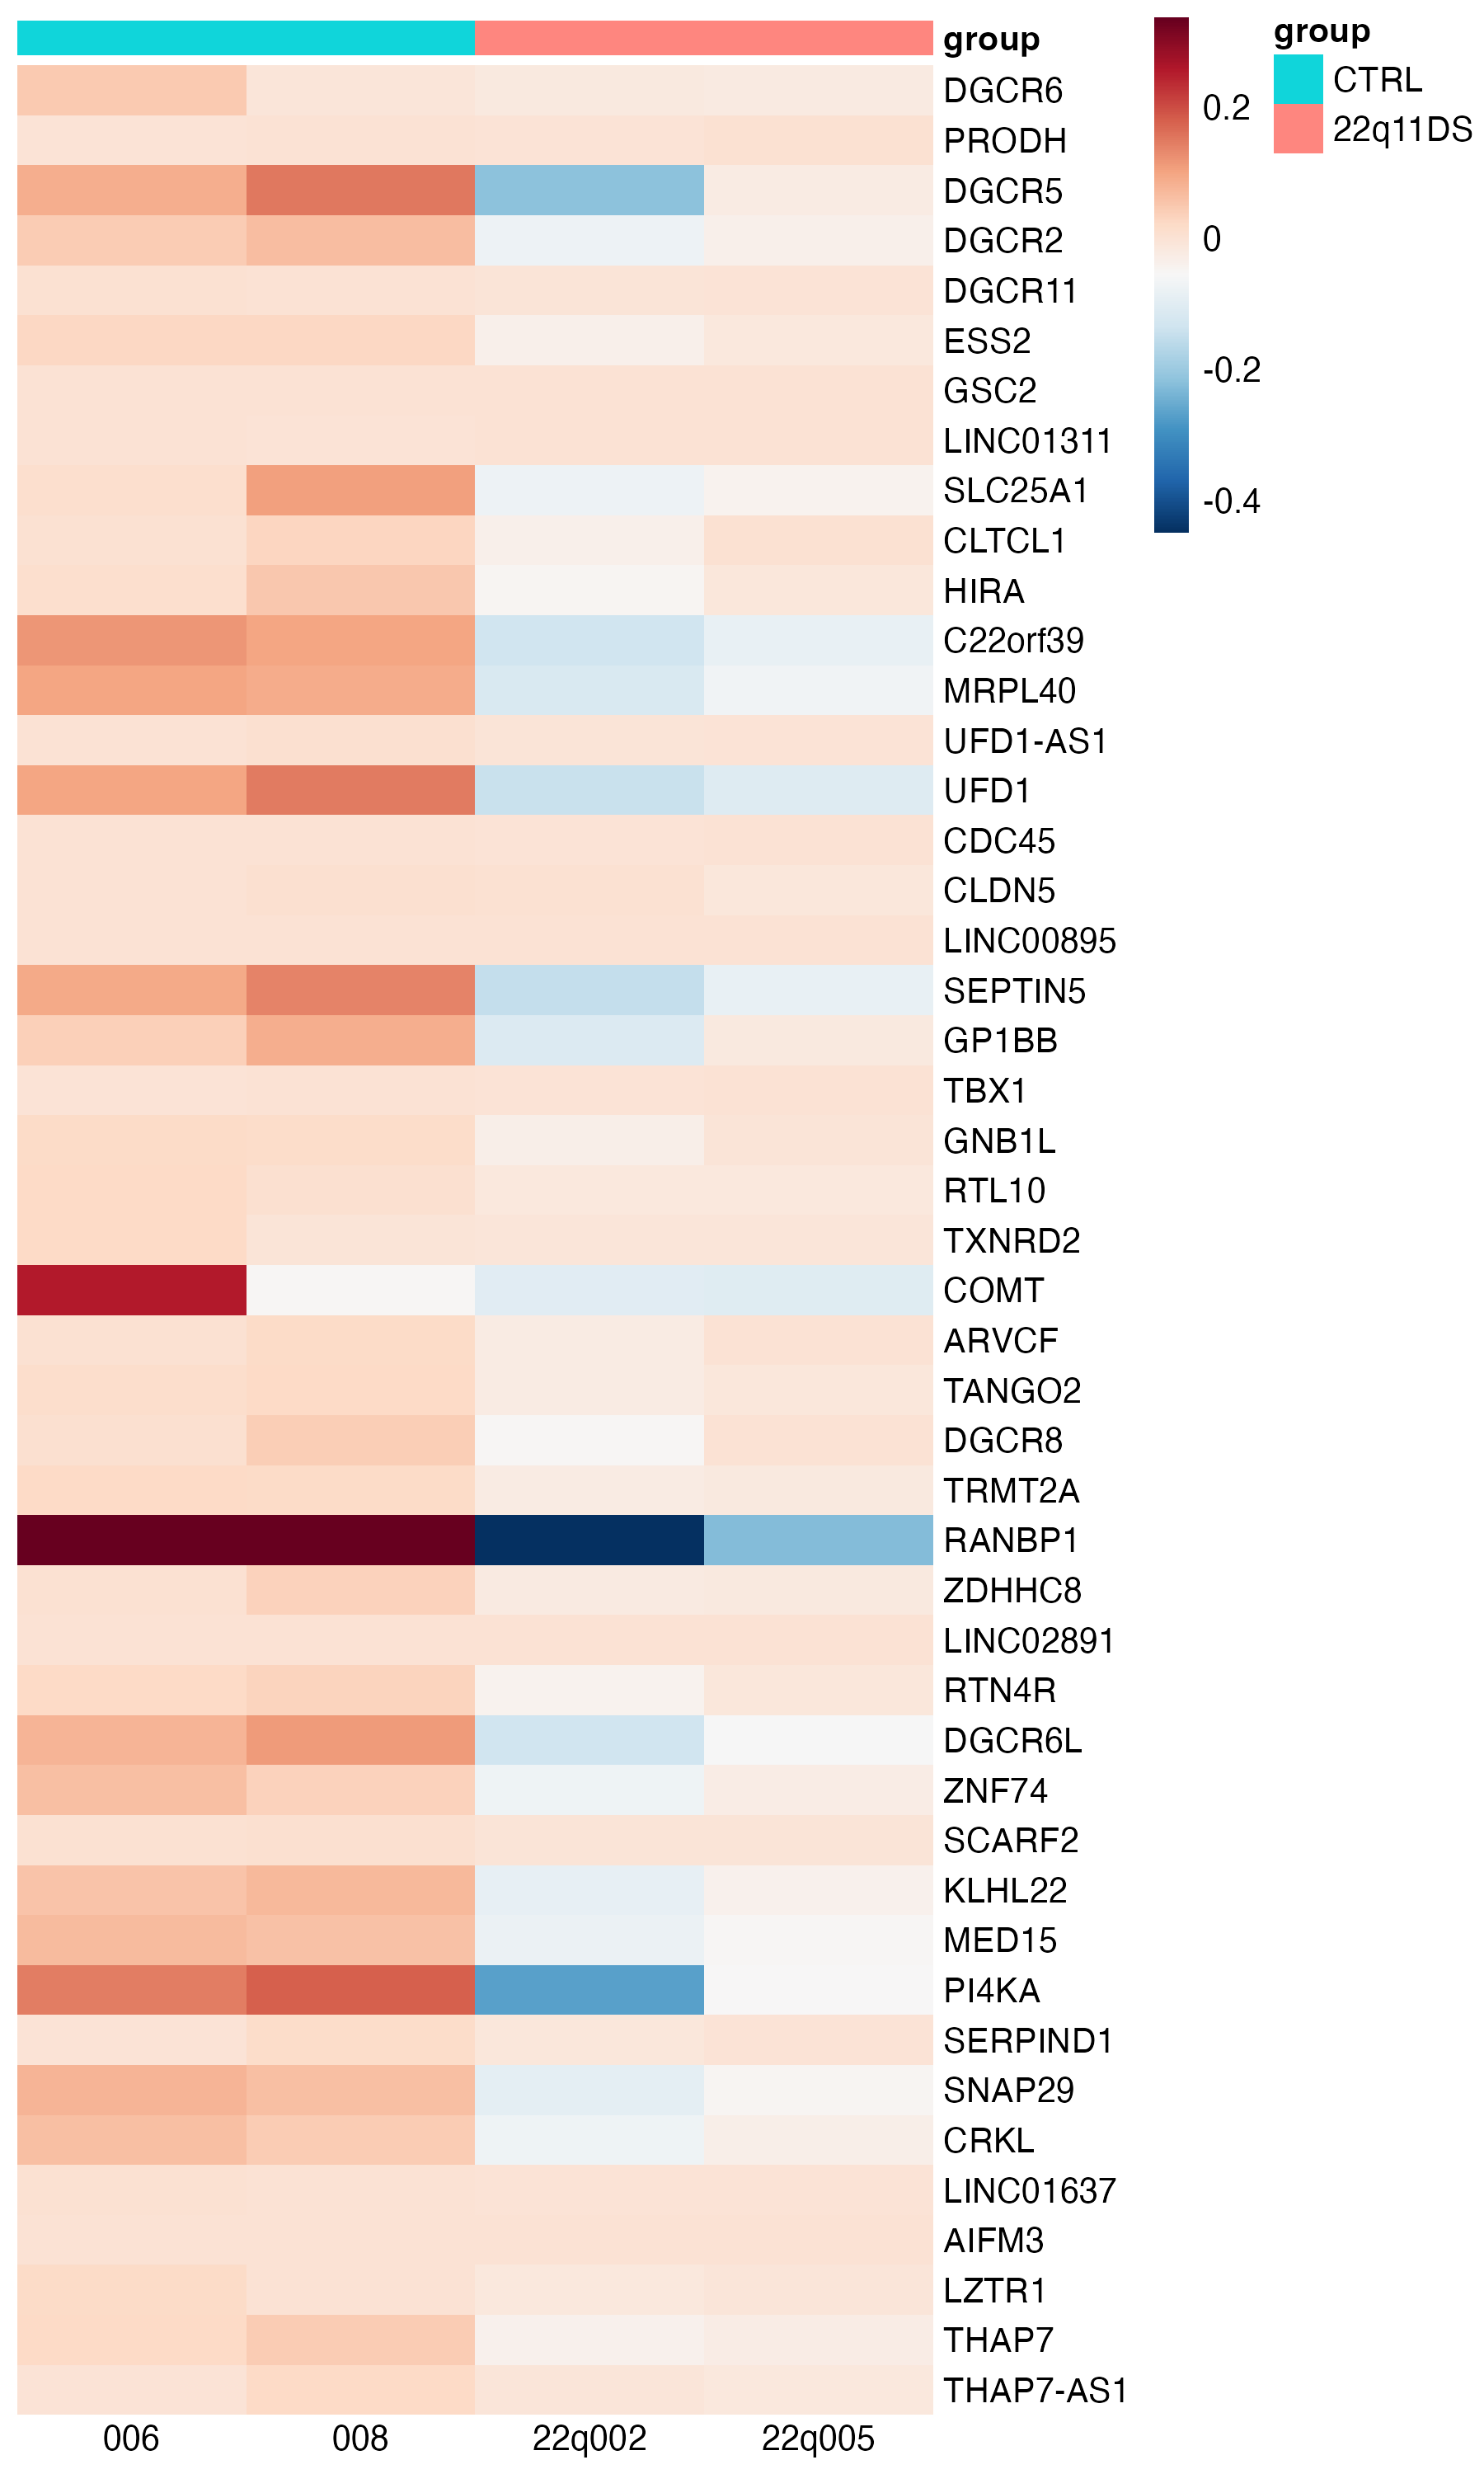 group
DGCR6
PRODH
DGCR5
DGCR2
DGCR11
ESS2
GSC2
LINC01311
SLC25A1
CLTCL1
HIRA
C22orf39
MRPL40
UFD1-AS1
UFD1
CDC45
CLDN5
LINC00895
SEPTIN5
GP1BB
TBX1
GNB1L
RTL10
TXNRD2
COMT
ARVCF
TANGO2
DGCR8
TRMT2A
RANBP1
ZDHHC8
LINC02891
RTN4R
DGCR6L
ZNF74
SCARF2
KLHL22
MED15
PI4KA
SERPIND1
SNAP29
CRKL
LINC01637
AIFM3
LZTR1
THAP7
THAP7-AS1
006 008 22q002 22q005
0.2
0
-0.2
-0.4
group
CTRL
22q11DS